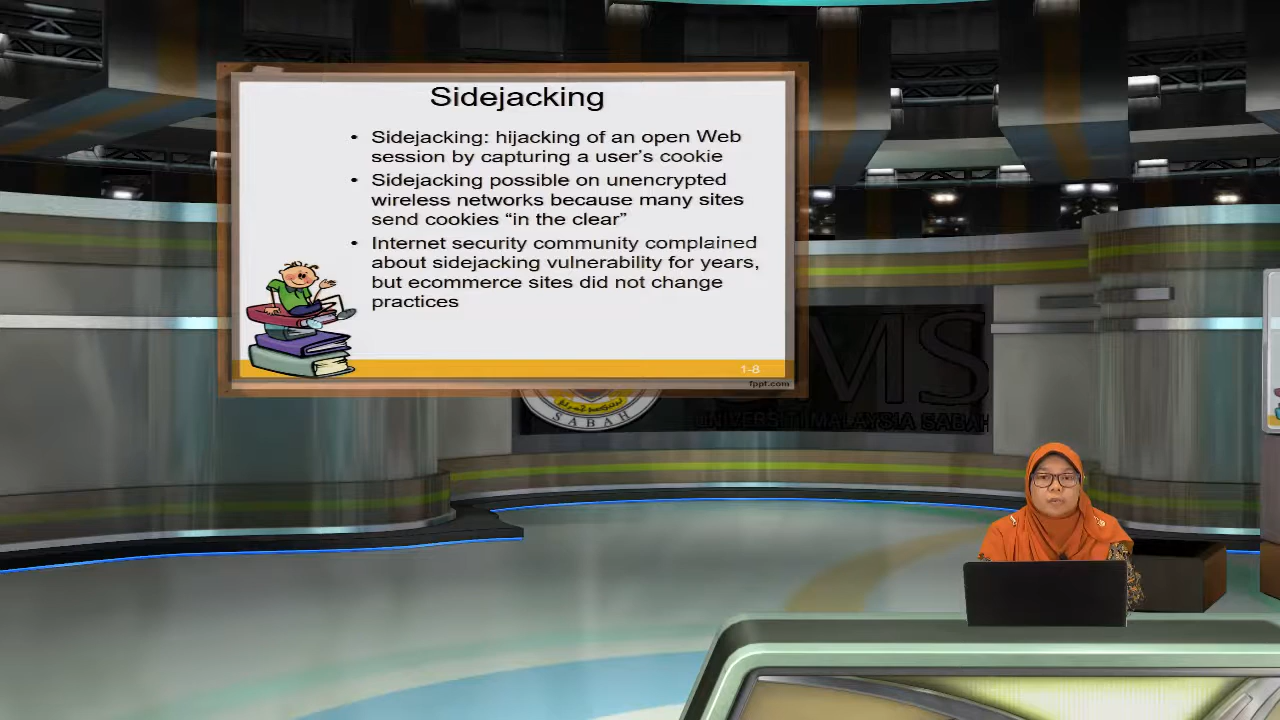 Sidejacking
• Sidejacking: hijacking of an open Web
session by capturing a user’s cookie
• Sidejacking possible on unencrypted
wireless networks because many sites
send cookies “in the clear”
• Internet security community complained
about sidejacking vulnerability for years,
but ecommerce sites did not change
practices
1-8
fppt.com
SABAH
UMS
UNIVERSITI MALAYSIA SABAH